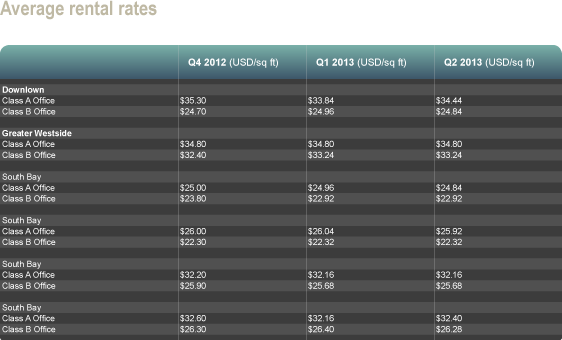 Average rental rates
Q4 2012 (USD/sq ft) Q1 2013 (USD/sq ft) Q2 2013 (USD/sq ft)
Downlown
Class A Office $35.30 $33.84 $34.44
Class B Office $24.70 $24.96 $24.84
Greater Westside
Class A Office $34.80 $34.80 $34.80
Class B Office $32.40 $33.24 $33.24
South Bay
Class A Office $25.00 $24.96 $24.84
Class B Office $23.80 $22.92 $22.92
South Bay
Class A Office $26.00 $26.04 $25.92
Class B Office $22.30 $22.32 $22.32
South Bay
Class A Office $32.20 $32.16 $32.16
Class B Office $25.90 $25.68 $25.68
South Bay
Class A Office $32.60 $32.16 $32.40
Class B Office $26.30 $26.40 $26.28